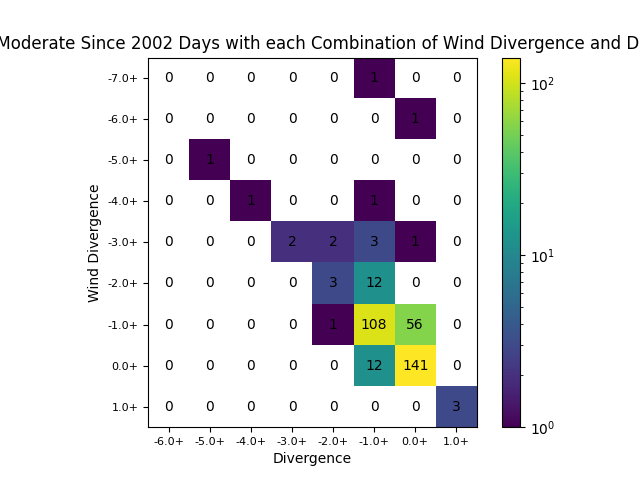 Moderate Since 2002 Days with each Combination of Wind Divergence and D
-7.0+ 0 0 0 0 0 1 0 0
-6.0+ 0 0 0 0 0 0 1 0
-5.0+ 0 1 0 0 0 0 0 0
-4.0+ 0 0 1 0 0 1 0 0
-3.0+ 0 0 0 2 2 3 1 0
-2.0+ 0 0 0 0 3 12 0 0
-1.0+ 0 0 0 0 1 108 56 0
0.0+ 0 0 0 0 0 12 141 0
1.0+ 0 0 0 0 0 0 0 3
-6.0+ -5.0+ -4.0+ -3.0+ -2.0+ -1.0+ 0.0+ 1.0+
Divergence
Wind Divergence
10²
10¹
10⁰